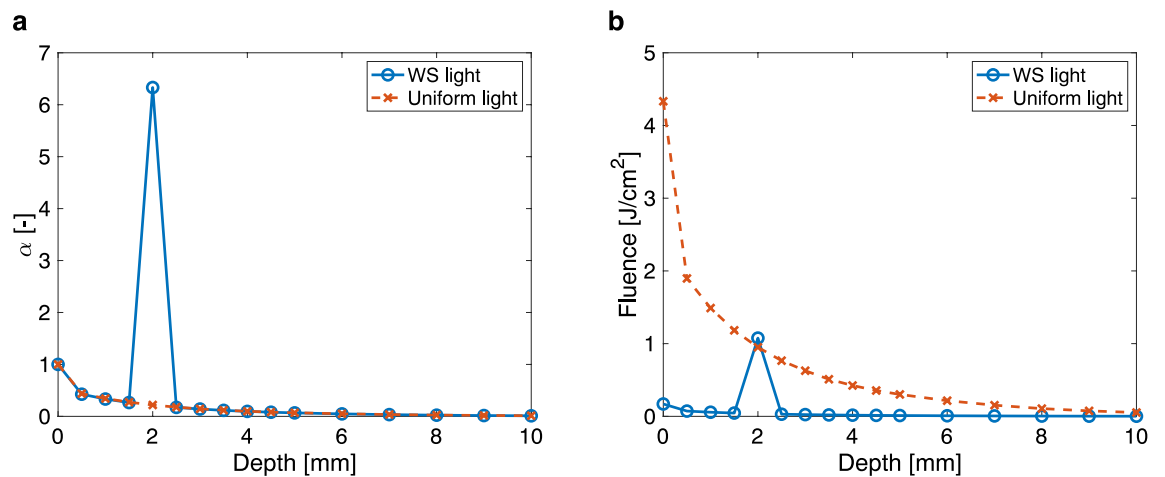 a
7
6
5
4
3
2
1
0
α [-]
0 2 4 6 8 10
Depth [mm]
WS light
Uniform light
b
5
4
3
2
1
0
Fluence [J/cm²]
0 2 4 6 8 10
Depth [mm]
WS light
Uniform light